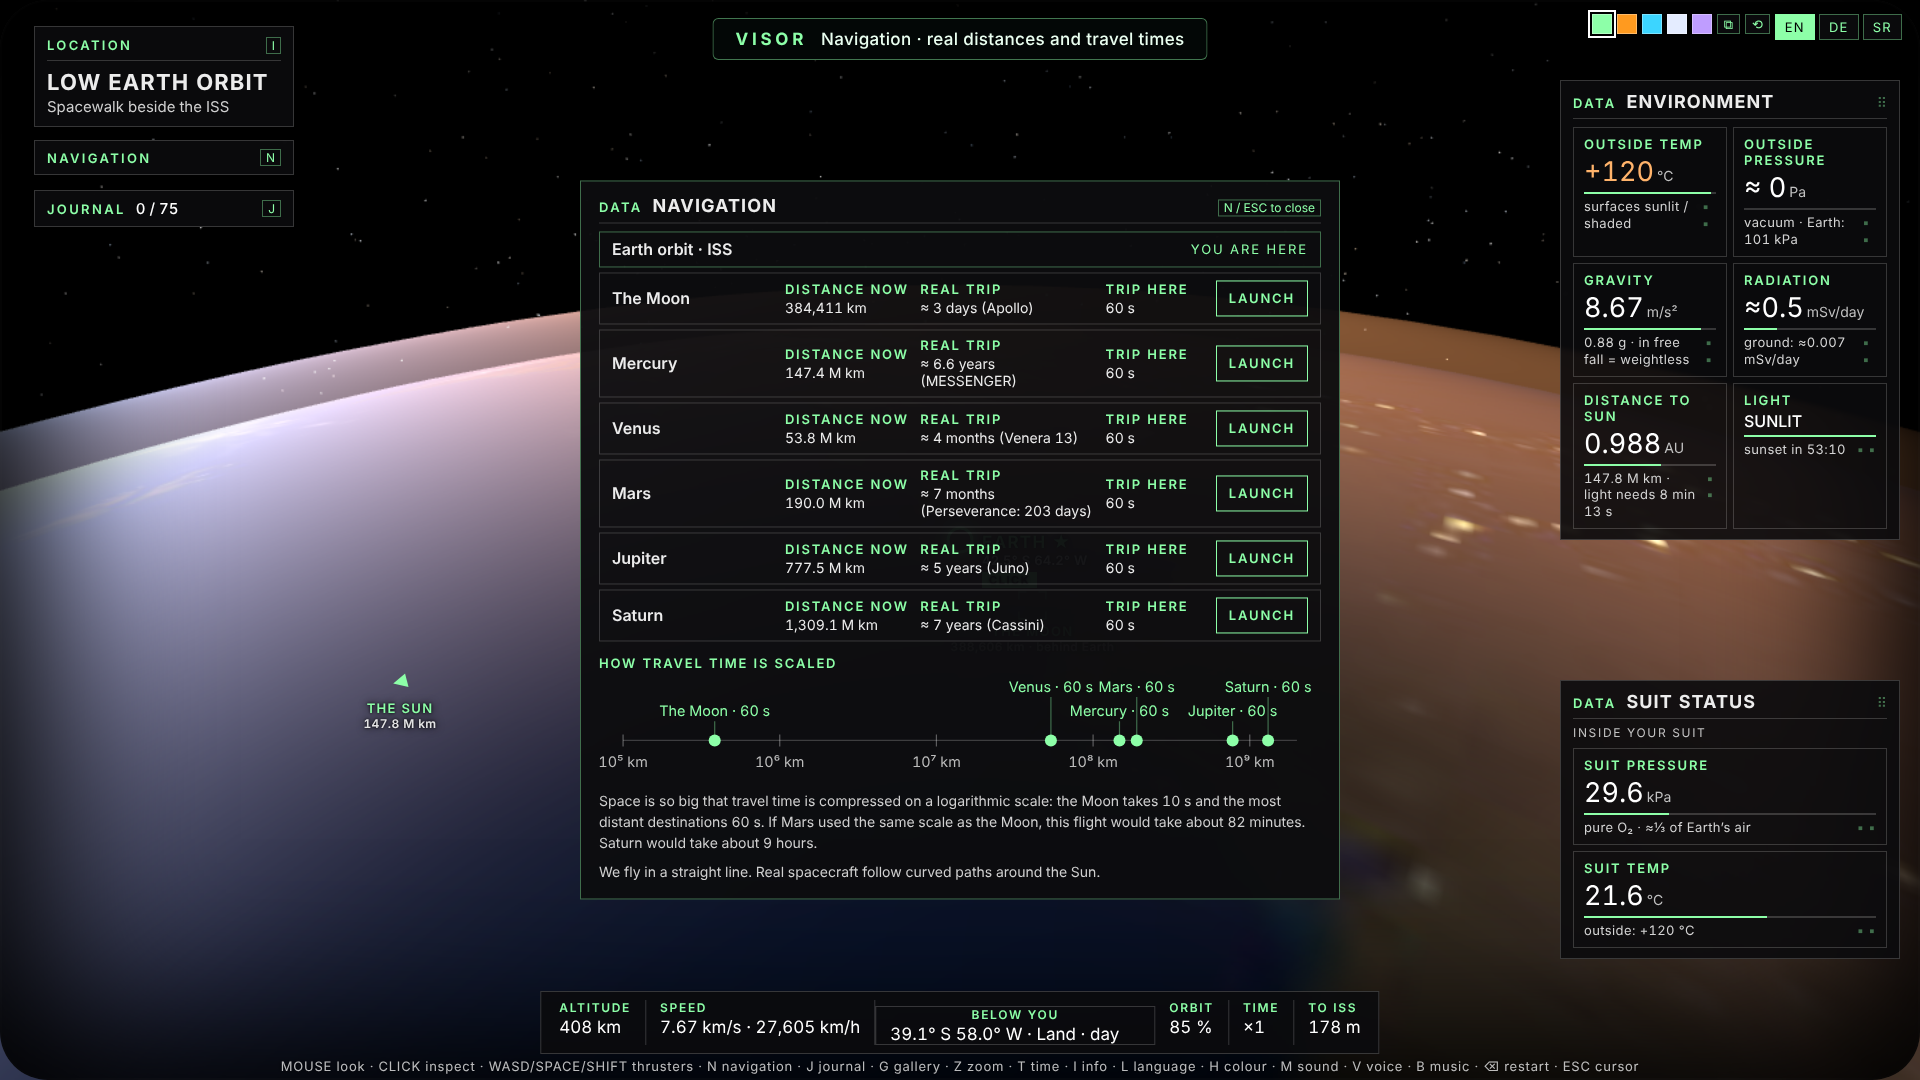 LOCATION I
LOW EARTH ORBIT
Spacewalk beside the ISS
NAVIGATION N
JOURNAL 0 / 75 J
VISOR Navigation · real distances and travel times
EN DE SR
DATA NAVIGATION N / ESC to close
Earth orbit · ISS YOU ARE HERE
The Moon
DISTANCE NOW
384,411 km
REAL TRIP
≈ 3 days (Apollo)
TRIP HERE
60 s
LAUNCH
Mercury
DISTANCE NOW
147.4 M km
REAL TRIP
≈ 6.6 years
(MESSENGER)
TRIP HERE
60 s
LAUNCH
Venus
DISTANCE NOW
53.8 M km
REAL TRIP
≈ 4 months (Venera 13)
TRIP HERE
60 s
LAUNCH
Mars
DISTANCE NOW
190.0 M km
REAL TRIP
≈ 7 months
(Perseverance: 203 days)
TRIP HERE
60 s
LAUNCH
Jupiter
DISTANCE NOW
777.5 M km
REAL TRIP
≈ 5 years (Juno)
TRIP HERE
60 s
LAUNCH
Saturn
DISTANCE NOW
1,309.1 M km
REAL TRIP
≈ 7 years (Cassini)
TRIP HERE
60 s
LAUNCH
HOW TRAVEL TIME IS SCALED
Venus · 60 s Mars · 60 s Saturn · 60 s
The Moon · 60 s Mercury · 60 s Jupiter · 60 s
10⁵ km 10⁶ km 10⁷ km 10⁸ km 10⁹ km
Space is so big that travel time is compressed on a logarithmic scale: the Moon takes 10 s and the most
distant destinations 60 s. If Mars used the same scale as the Moon, this flight would take about 82 minutes.
Saturn would take about 9 hours.
We fly in a straight line. Real spacecraft follow curved paths around the Sun.
THE SUN
147.8 M km
DATA ENVIRONMENT
OUTSIDE TEMP
+120 °C
surfaces sunlit /
shaded
OUTSIDE
PRESSURE
≈ 0 Pa
vacuum · Earth:
101 kPa
GRAVITY
8.67 m/s²
0.88 g · in free
fall = weightless
RADIATION
≈0.5 mSv/day
ground: ≈0.007
mSv/day
DISTANCE TO
SUN
0.988 AU
147.8 M km ·
light needs 8 min
13 s
LIGHT
SUNLIT
sunset in 53:10
DATA SUIT STATUS
INSIDE YOUR SUIT
SUIT PRESSURE
29.6 kPa
pure O₂ · ≈⅓ of Earth's air
SUIT TEMP
21.6 °C
outside: +120 °C
ALTITUDE
408 km
SPEED
7.67 km/s · 27,605 km/h
BELOW YOU
39.1° S 58.0° W · Land · day
ORBIT
85 %
TIME
×1
TO ISS
178 m
MOUSE look · CLICK inspect · WASD/SPACE/SHIFT thrusters · N navigation · J journal · G gallery · Z zoom · T time · I info · L language · H colour · M sound · V voice · B music · ⌫ restart · ESC cursor